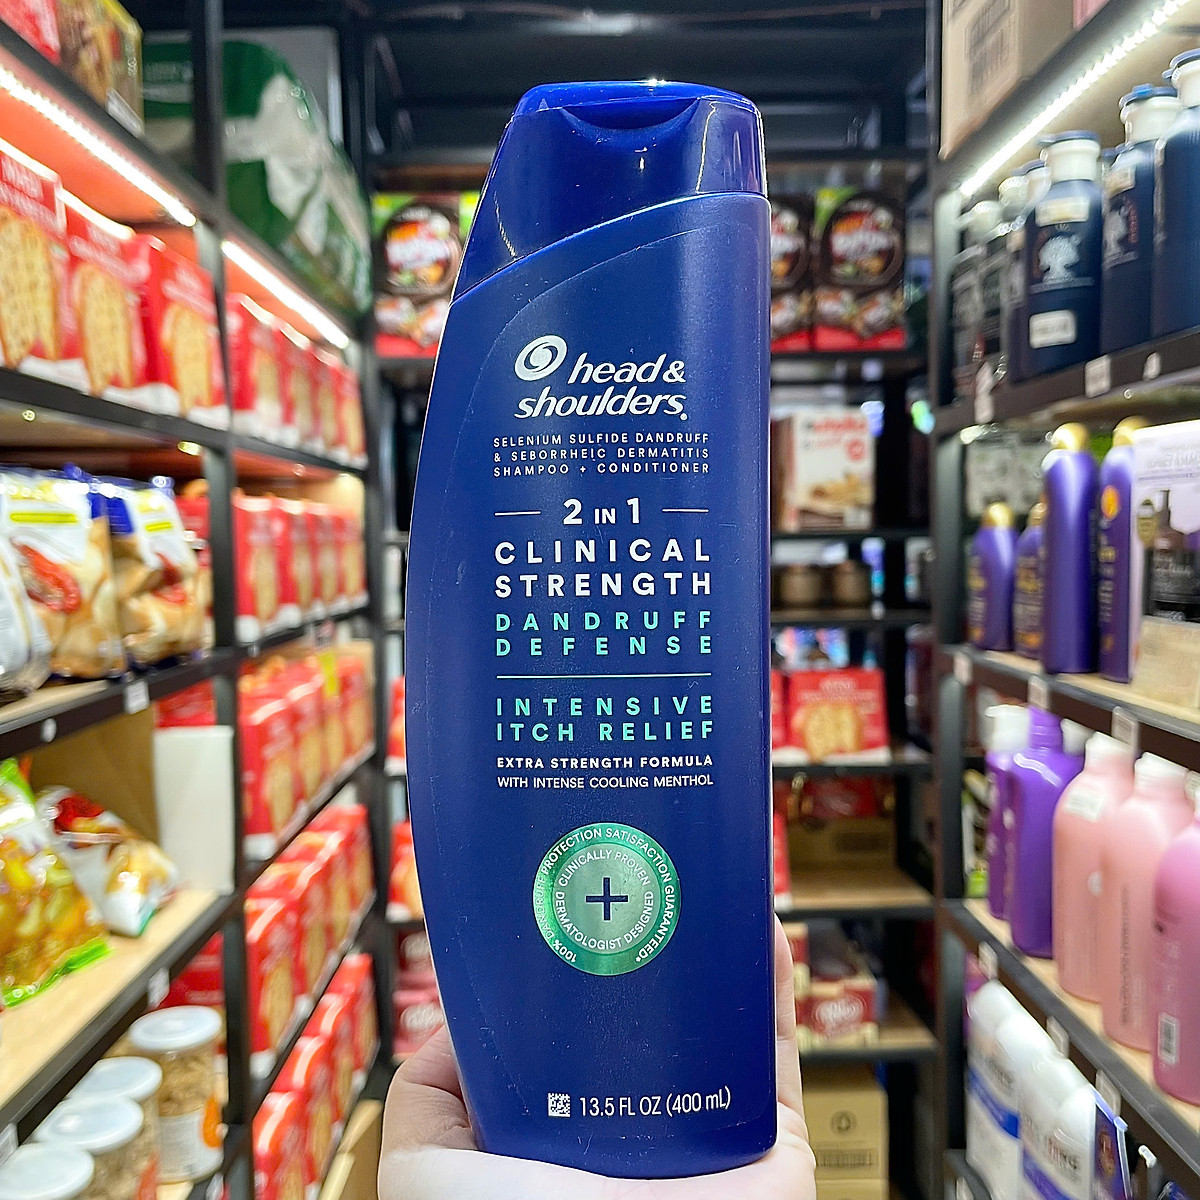 head &
shoulders®
SELENIUM SULFIDE DANDRUFF
& SEBORRHEIC DERMATITIS
SHAMPOO + CONDITIONER
2 IN 1
CLINICAL
STRENGTH
DANDRUFF
DEFENSE
INTENSIVE
ITCH RELIEF
EXTRA STRENGTH FORMULA
WITH INTENSE COOLING MENTHOL
100% DANDRUFF PROTECTION SATISFACTION GUARANTEED*
CLINICALLY PROVEN
DERMATOLOGIST DESIGNED
13.5 FL OZ (400 mL)